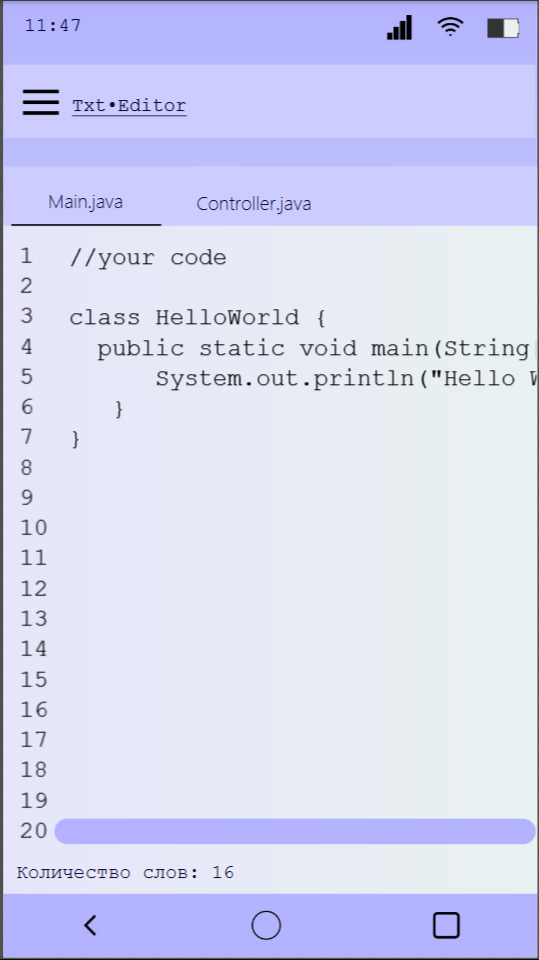 11:47
Txt•Editor
Main.java Controller.java
1 //your code
2
3 class HelloWorld {
4 public static void main(String
5 System.out.println("Hello
6 }
7 }
8
9
10
11
12
13
14
15
16
17
18
19
20
Количество слов: 16